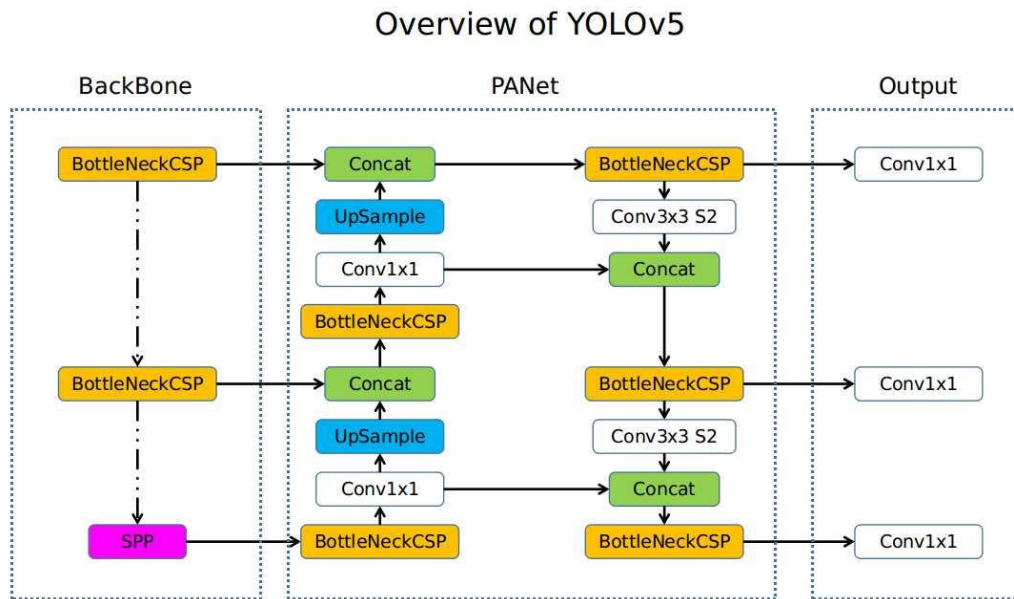 Overview of YOLOv5
BackBone
PANet
Output
BottleNeckCSP
Concat
BottleNeckCSP
Conv1x1
UpSample
Conv3x3 S2
Conv1x1
Concat
BottleNeckCSP
BottleNeckCSP
Concat
BottleNeckCSP
Conv1x1
UpSample
Conv3x3 S2
Conv1x1
Concat
SPP
BottleNeckCSP
BottleNeckCSP
Conv1x1